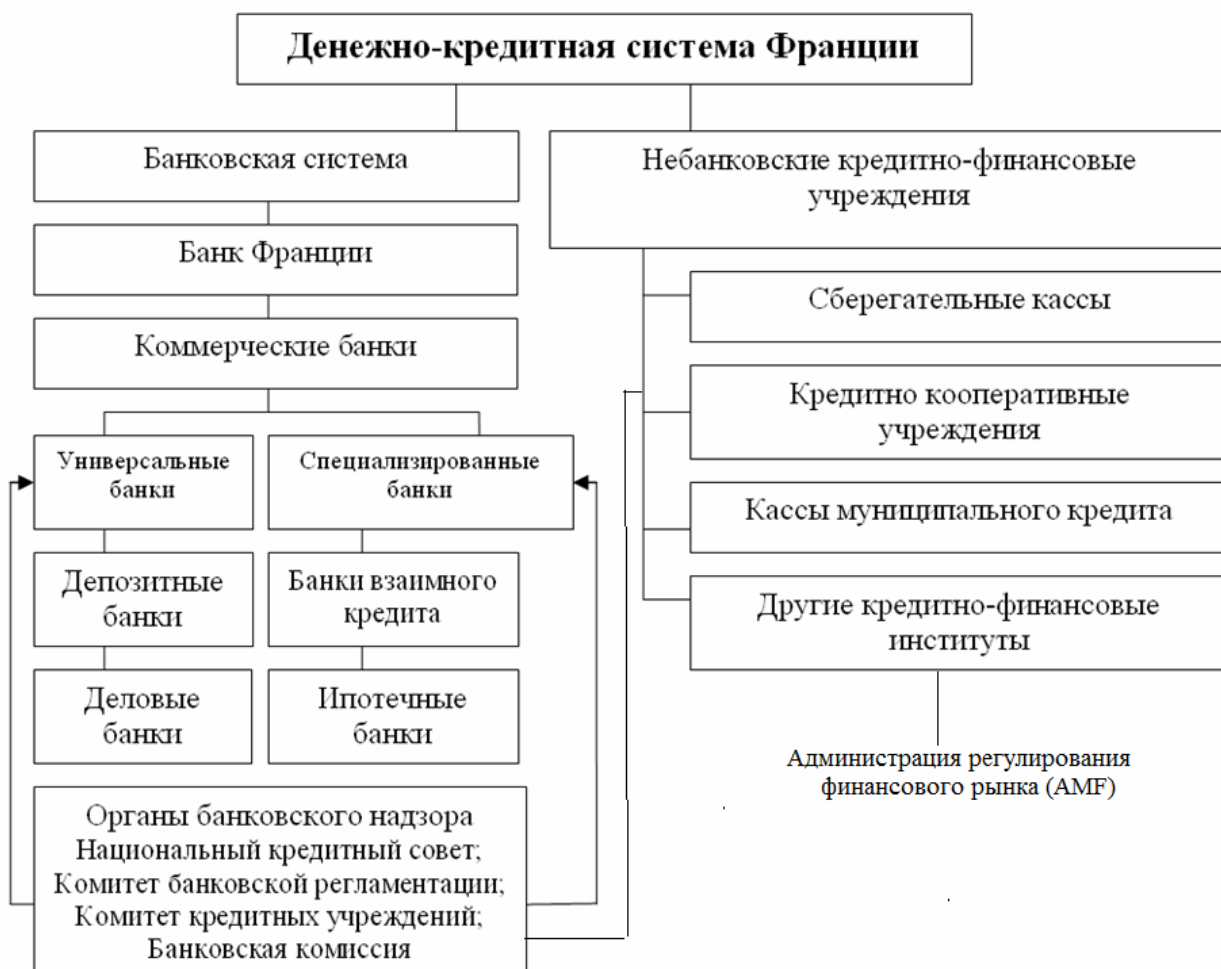 Денежно-кредитная система Франции
Банковская система
Банк Франции
Коммерческие банки
Универсальные
банки
Специализированные
банки
Депозитные
банки
Банки взаимного
кредита
Деловые
банки
Ипотечные
банки
Органы банковского надзора
Национальный кредитный совет;
Комитет банковской регламентации;
Комитет кредитных учреждений;
Банковская комиссия
Небанковские кредитно-финансовые
учреждения
Сберегательные кассы
Кредитно кооперативные
учреждения
Кассы муниципального кредита
Другие кредитно-финансовые
институты
Администрация регулирования
финансового рынка (AMF)